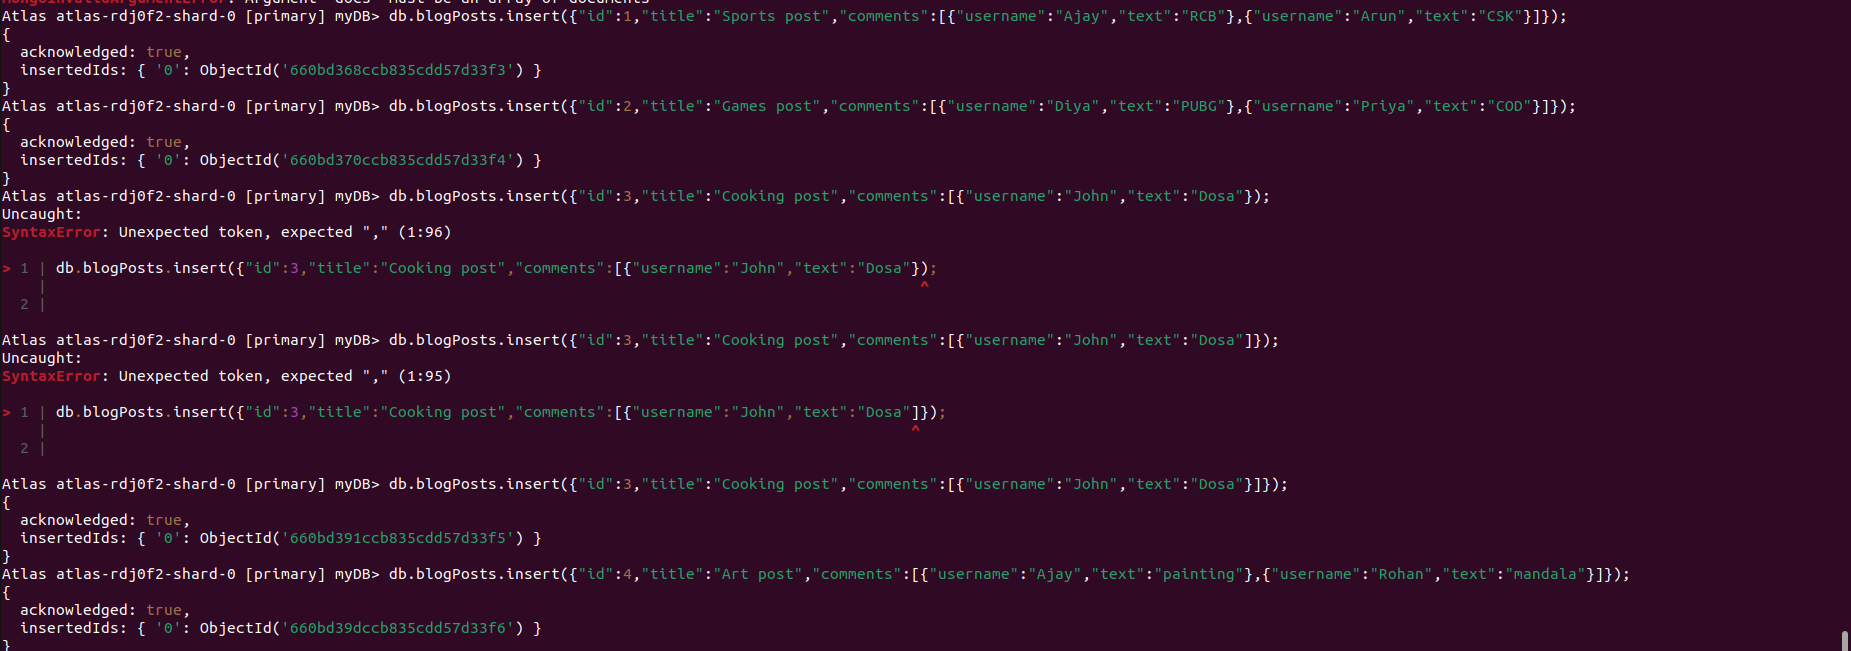 Atlas atlas-rdj0f2-shard-0 [primary] myDB> db.blogPosts.insert({"id":1,"title":"Sports post","comments":[{"username":"Ajay","text":"RCB"},{"username":"Arun","text":"CSK"}]});
{
  acknowledged: true,
  insertedIds: { '0': ObjectId('660bd368ccb835cdd57d33f3') }
}
Atlas atlas-rdj0f2-shard-0 [primary] myDB> db.blogPosts.insert({"id":2,"title":"Games post","comments":[{"username":"Diya","text":"PUBG"},{"username":"Priya","text":"COD"}]});
{
  acknowledged: true,
  insertedIds: { '0': ObjectId('660bd370ccb835cdd57d33f4') }
}
Atlas atlas-rdj0f2-shard-0 [primary] myDB> db.blogPosts.insert({"id":3,"title":"Cooking post","comments":[{"username":"John","text":"Dosa"});
Uncaught:
SyntaxError: Unexpected token, expected "," (1:96)
> 1 | db.blogPosts.insert({"id":3,"title":"Cooking post","comments":[{"username":"John","text":"Dosa"});
    |                                                                                                 ^
  2 |
Atlas atlas-rdj0f2-shard-0 [primary] myDB> db.blogPosts.insert({"id":3,"title":"Cooking post","comments":[{"username":"John","text":"Dosa"]});
Uncaught:
SyntaxError: Unexpected token, expected "," (1:95)
> 1 | db.blogPosts.insert({"id":3,"title":"Cooking post","comments":[{"username":"John","text":"Dosa"]});
    |                                                                                                ^
  2 |
Atlas atlas-rdj0f2-shard-0 [primary] myDB> db.blogPosts.insert({"id":3,"title":"Cooking post","comments":[{"username":"John","text":"Dosa"}]});
{
  acknowledged: true,
  insertedIds: { '0': ObjectId('660bd391ccb835cdd57d33f5') }
}
Atlas atlas-rdj0f2-shard-0 [primary] myDB> db.blogPosts.insert({"id":4,"title":"Art post","comments":[{"username":"Ajay","text":"painting"},{"username":"Rohan","text":"mandala"}]});
{
  acknowledged: true,
  insertedIds: { '0': ObjectId('660bd39dccb835cdd57d33f6') }
}